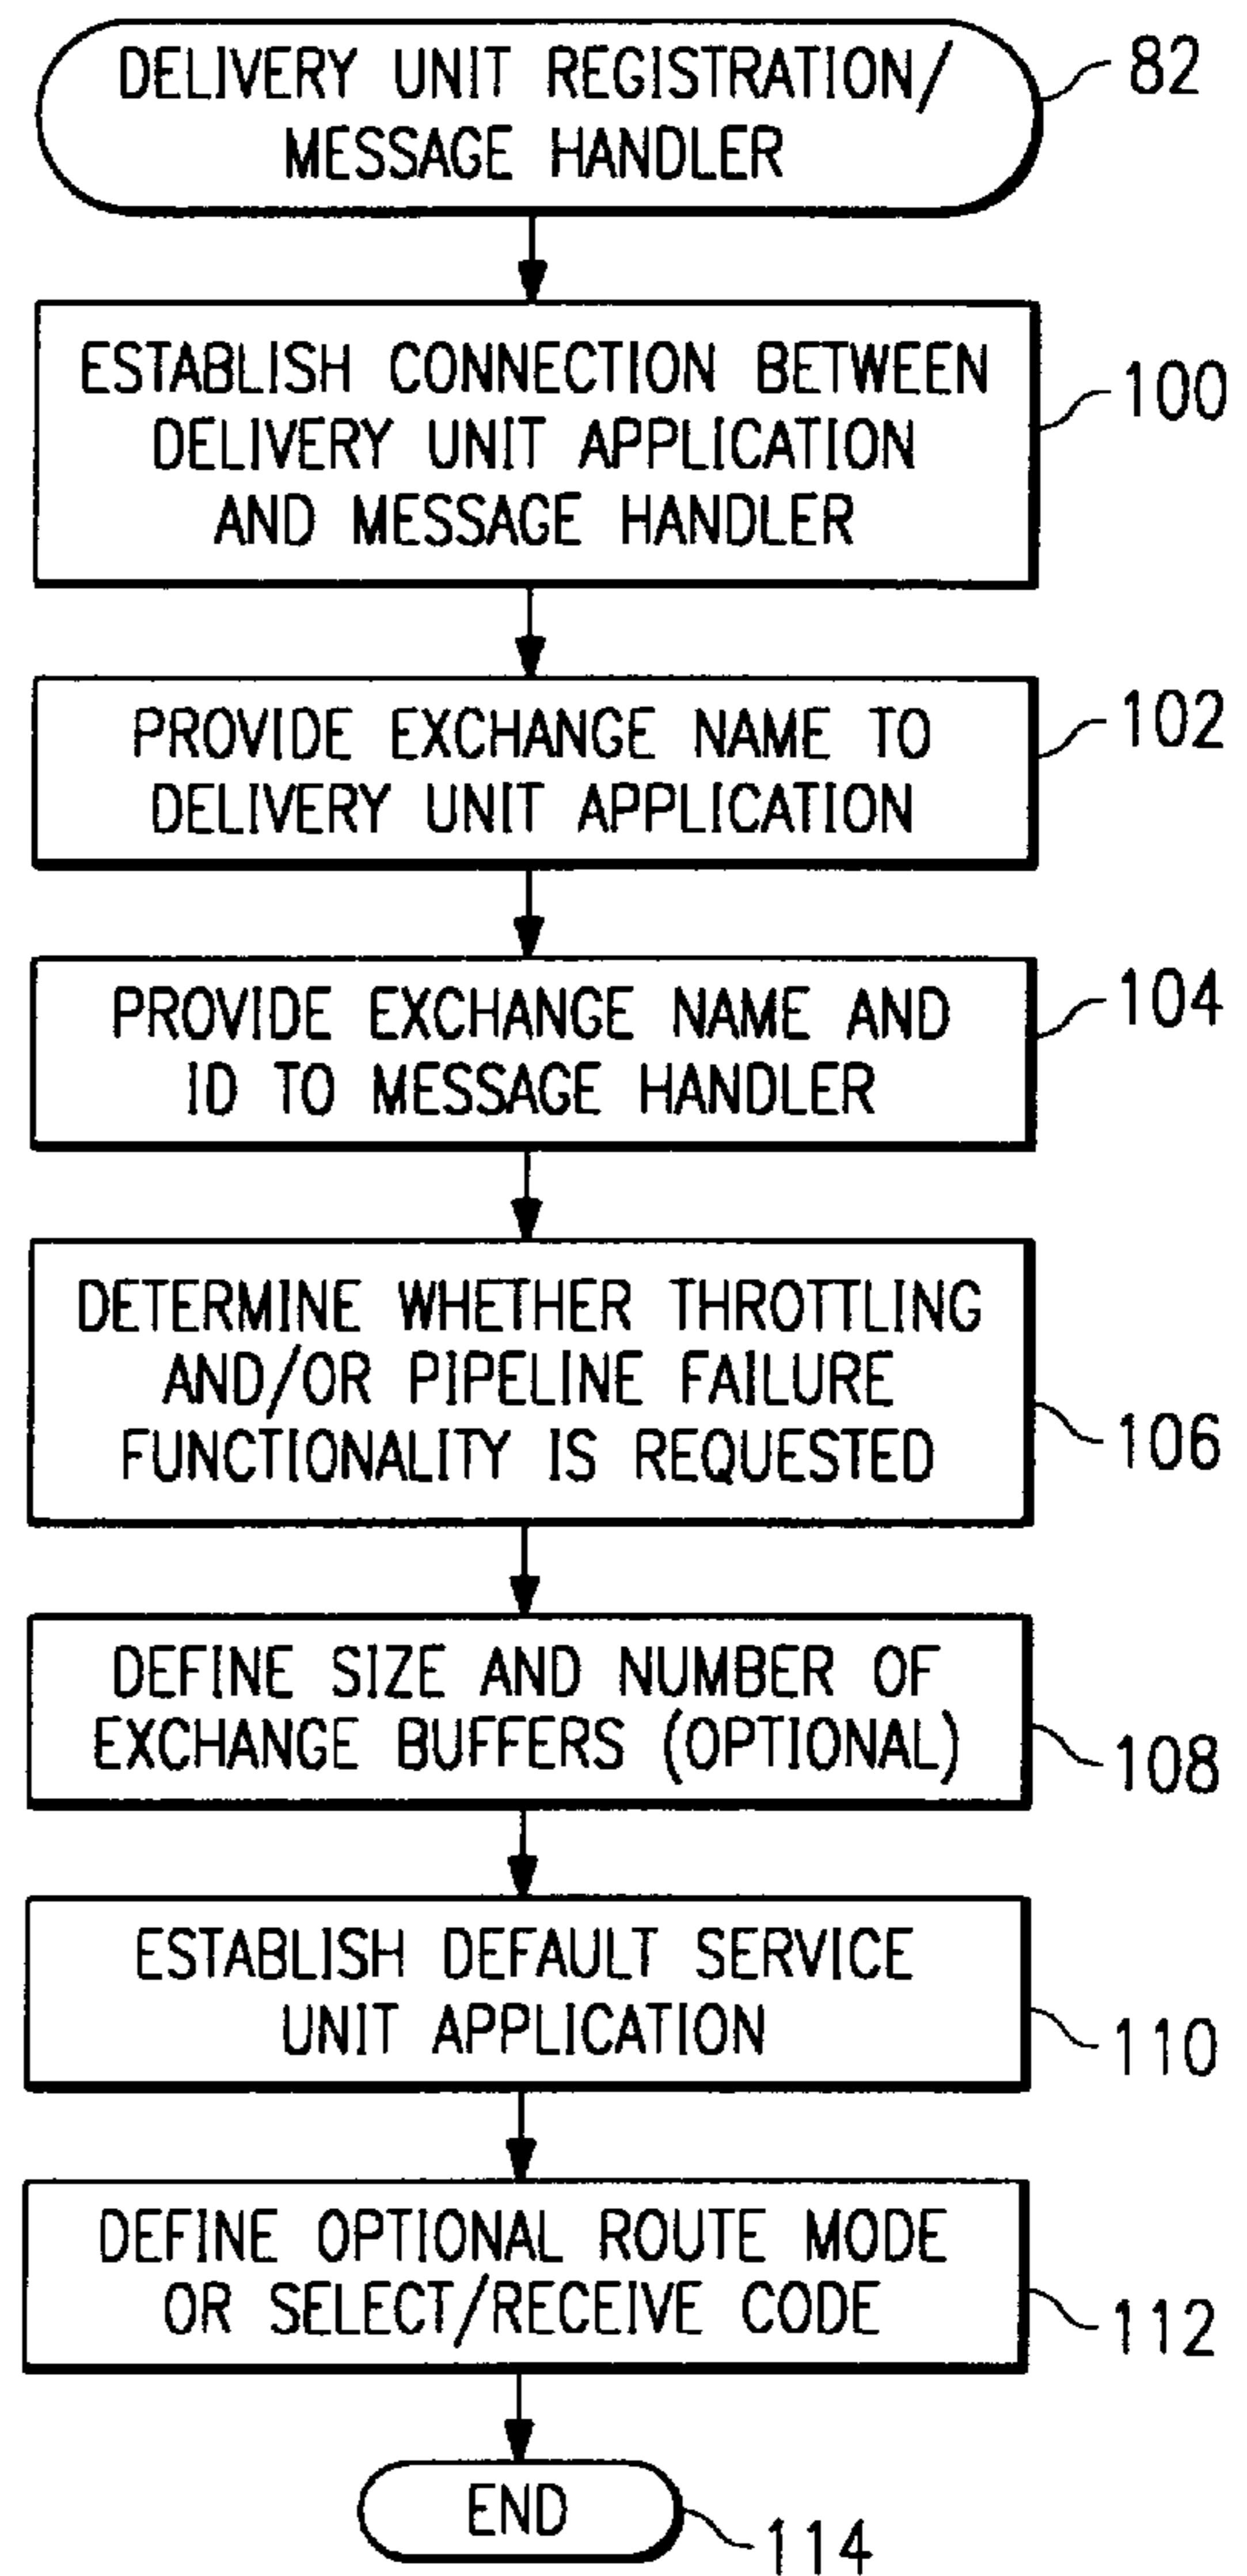 DELIVERY UNIT REGISTRATION/
MESSAGE HANDLER
82
ESTABLISH CONNECTION BETWEEN
DELIVERY UNIT APPLICATION
AND MESSAGE HANDLER
100
PROVIDE EXCHANGE NAME TO
DELIVERY UNIT APPLICATION
102
PROVIDE EXCHANGE NAME AND
ID TO MESSAGE HANDLER
104
DETERMINE WHETHER THROTTLING
AND/OR PIPELINE FAILURE
FUNCTIONALITY IS REQUESTED
106
DEFINE SIZE AND NUMBER OF
EXCHANGE BUFFERS (OPTIONAL)
108
ESTABLISH DEFAULT SERVICE
UNIT APPLICATION
110
DEFINE OPTIONAL ROUTE MODE
OR SELECT/RECEIVE CODE
112
END
114